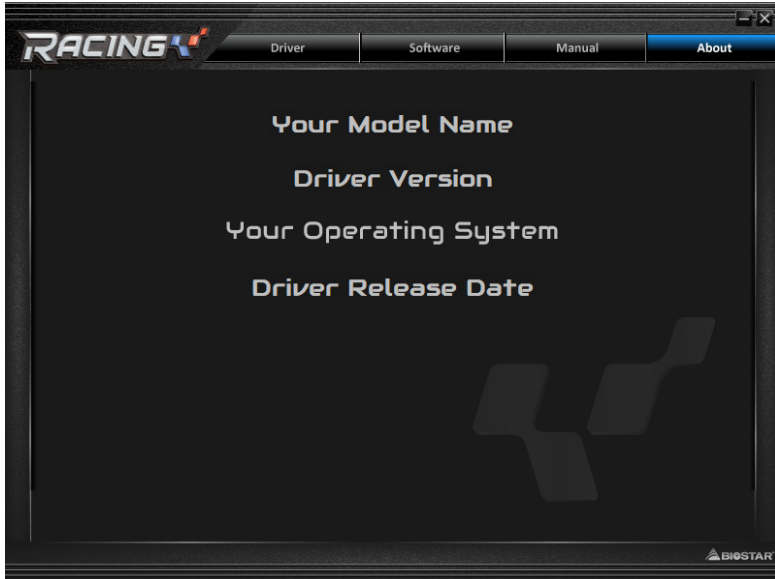 RACING
Driver
Software
Manual
About
Your Model Name
Driver Version
Your Operating System
Driver Release Date
BIOSTAR